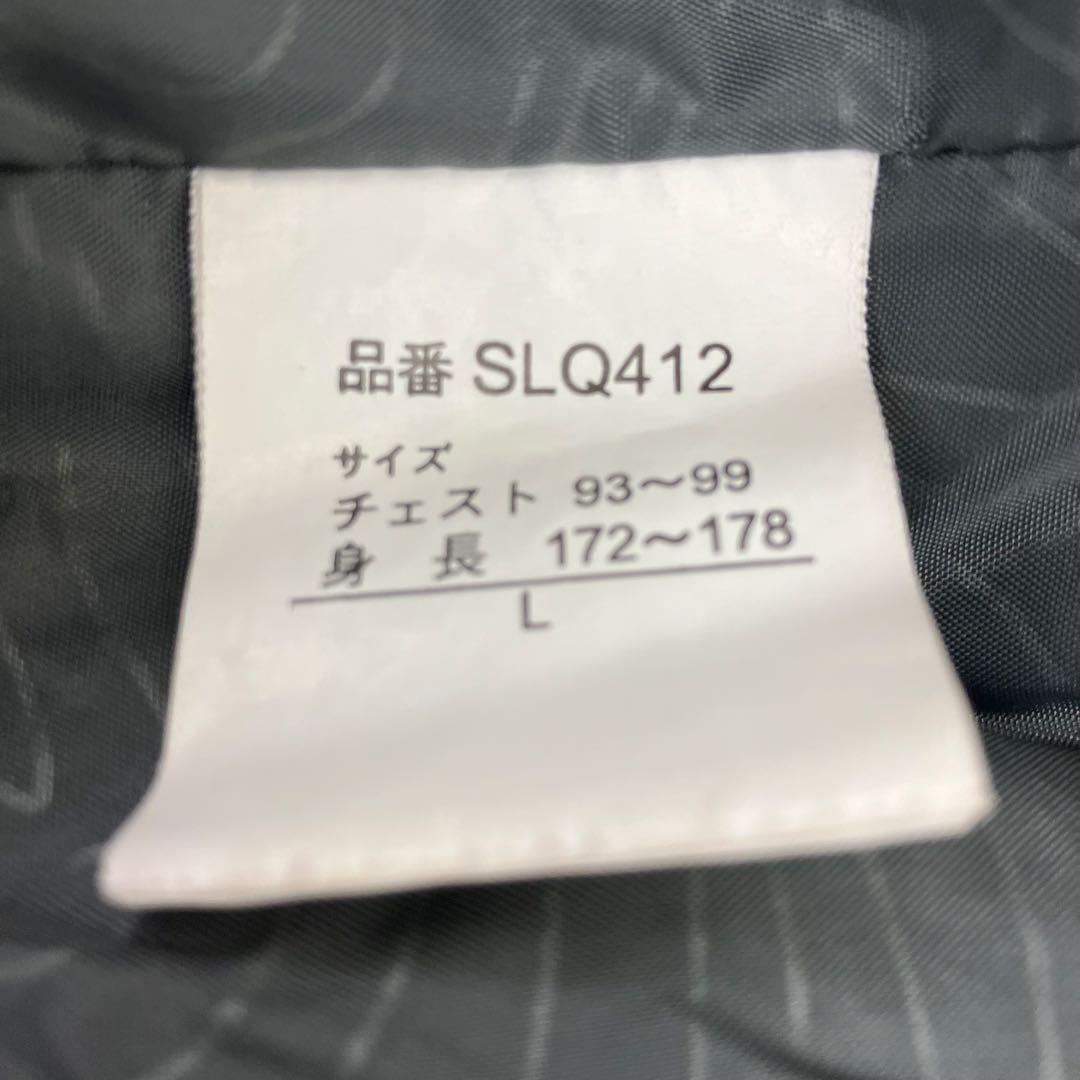 品番 SLQ412
サイズ
チェスト 93～99
身　長 172～178
L